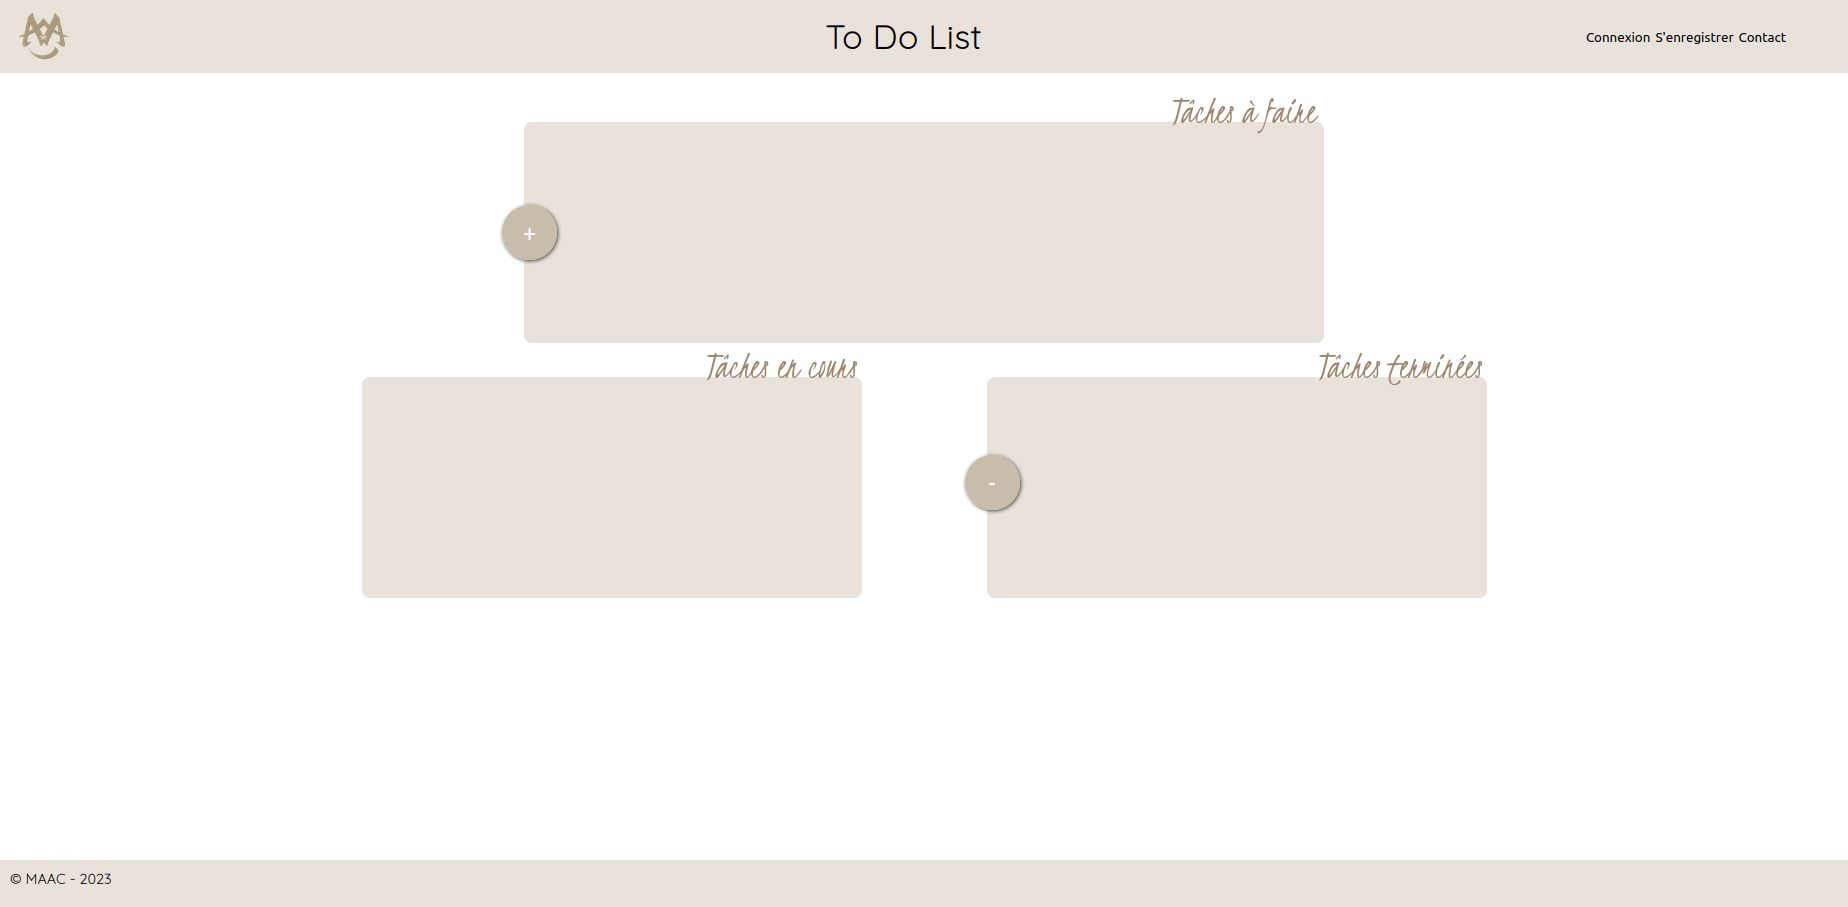 To Do List
Connexion S'enregistrer Contact
Tâches à faire
+
Tâches en cours
Tâches terminées
-
© MAAC - 2023